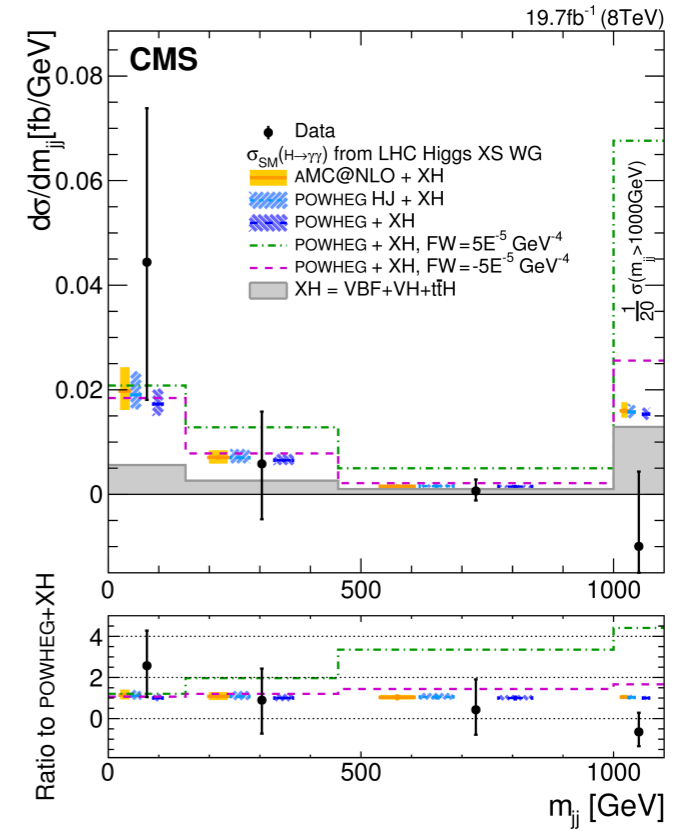 19.7fb⁻¹ (8TeV)
CMS
dσ/dm_jj [fb/GeV]
0.08
0.06
0.04
0.02
0
Data
σ_SM(H→γγ) from LHC Higgs XS WG
AMC@NLO + XH
POWHEG HJ + XH
POWHEG + XH
POWHEG + XH, FW=5E⁻⁵ GeV⁻⁴
POWHEG + XH, FW=-5E⁻⁵ GeV⁻⁴
XH = VBF+VH+tt̄H
1/20 σ(m_jj >1000GeV)
0 500 1000
Ratio to POWHEG+XH
4
2
0
0 500 1000
m_jj [GeV]